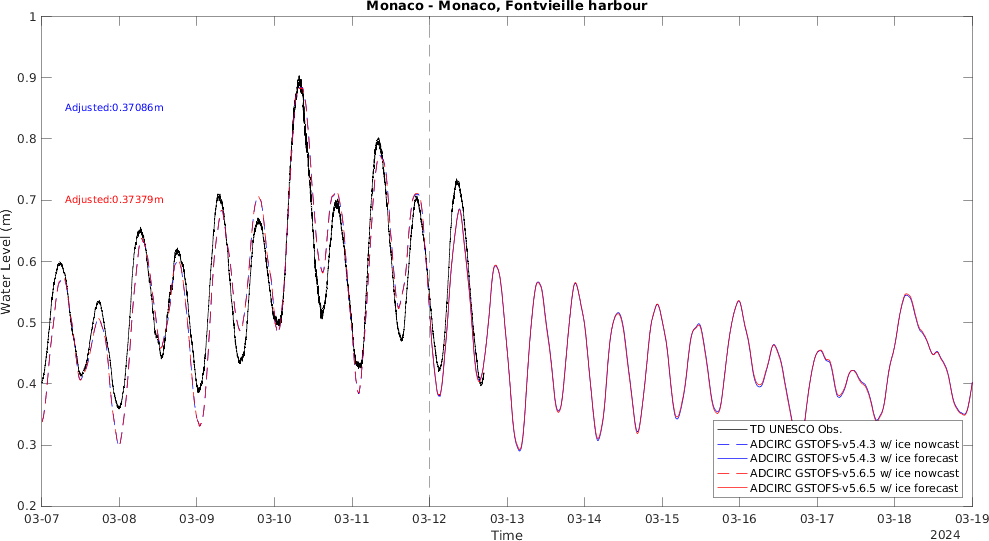 Monaco - Monaco, Fontvieille harbour
1
0.9
0.8
0.7
0.6
0.5
0.4
0.3
0.2
Water Level (m)
Adjusted:0.37086m
Adjusted:0.37379m
TD UNESCO Obs.
ADCIRC GSTOFS-v5.4.3 w/ ice nowcast
ADCIRC GSTOFS-v5.4.3 w/ ice forecast
ADCIRC GSTOFS-v5.6.5 w/ ice nowcast
ADCIRC GSTOFS-v5.6.5 w/ ice forecast
03-07 03-08 03-09 03-10 03-11 03-12 03-13 03-14 03-15 03-16 03-17 03-18 03-19
Time
2024